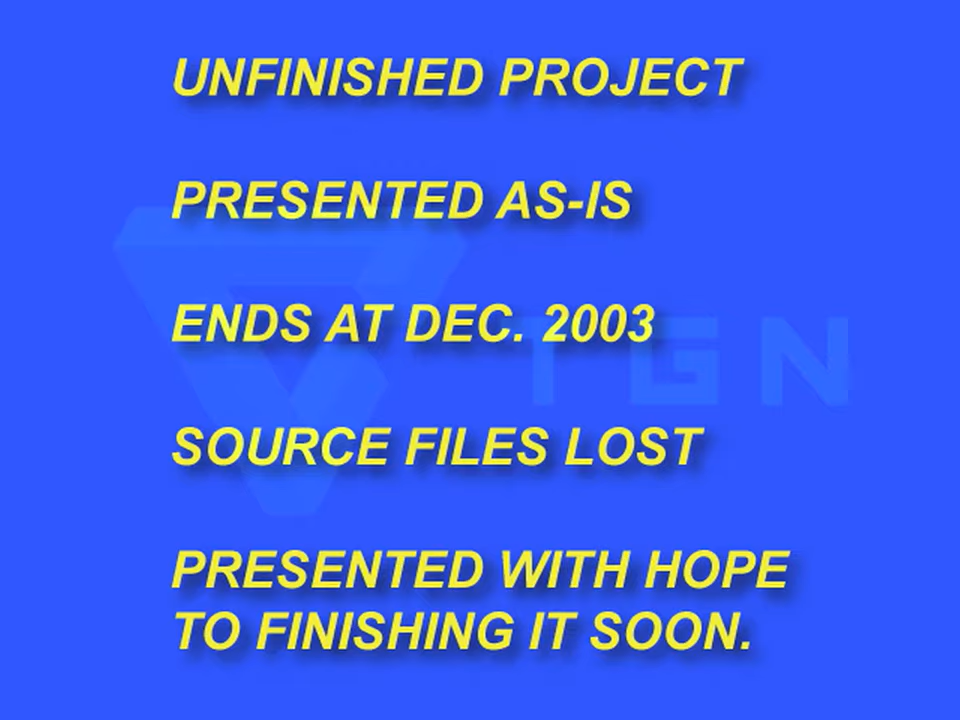 UNFINISHED PROJECT
PRESENTED AS-IS
ENDS AT DEC. 2003
TGN
SOURCE FILES LOST
PRESENTED WITH HOPE
TO FINISHING IT SOON.